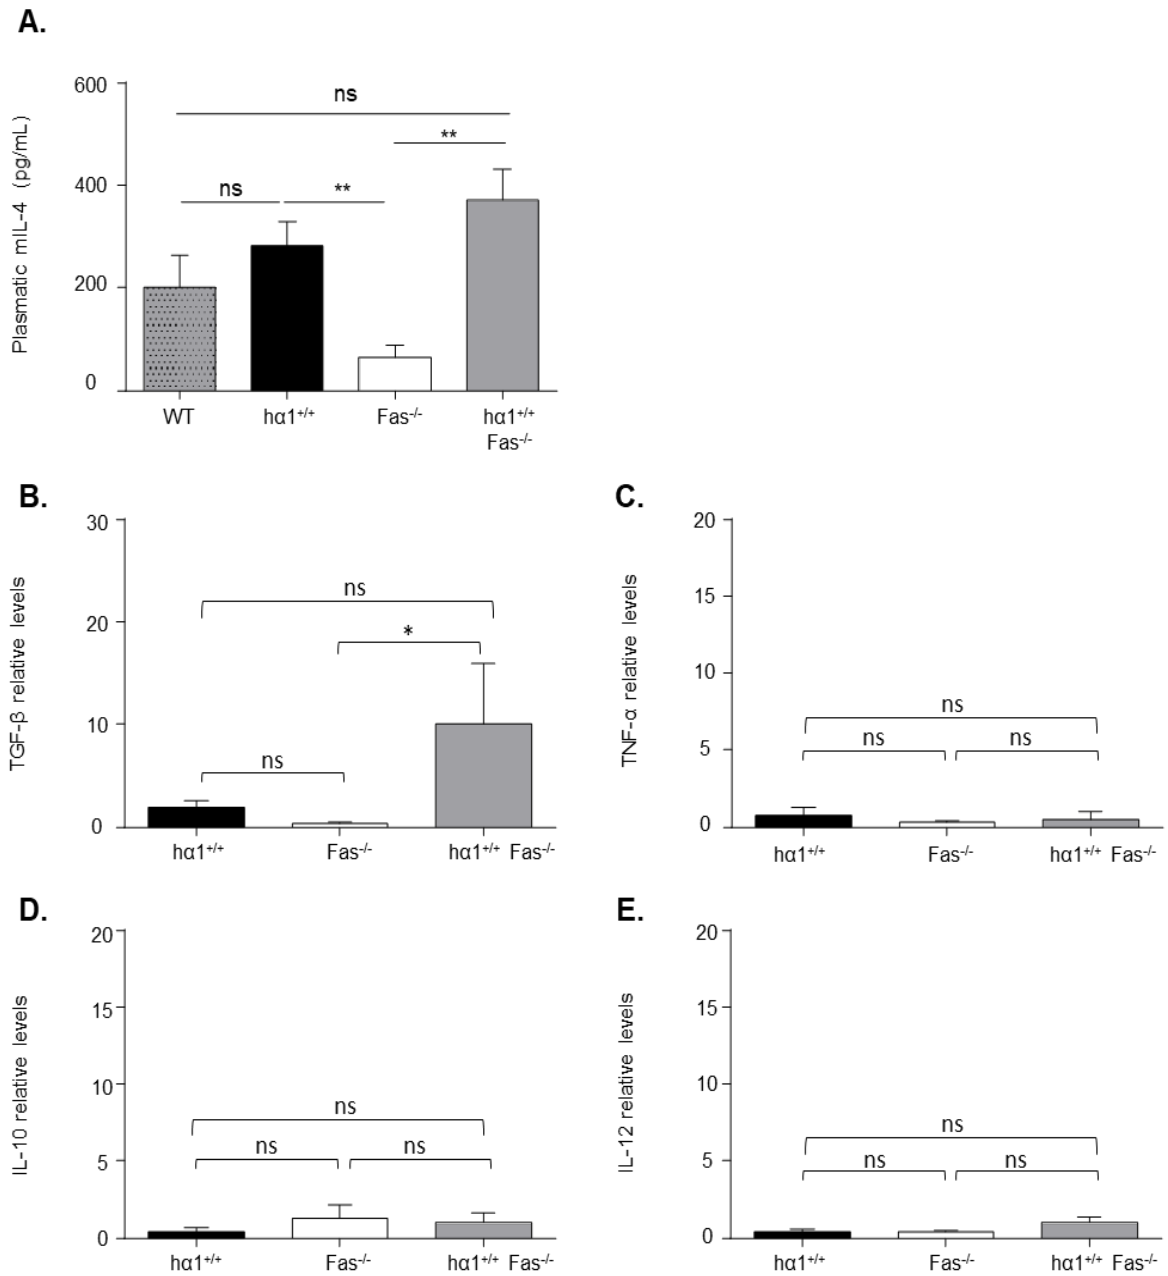 A.
Plasmatic mIL-4 (pg/mL)
600
400
200
0
ns
**
ns
**
WT
hα1+/+
Fas-/-
hα1+/+
Fas-/-
B.
TGF-β relative levels
30
20
10
0
ns
*
ns
hα1+/+
Fas-/-
hα1+/+ Fas-/-
C.
TNF-α relative levels
20
15
10
5
0
ns
ns
ns
hα1+/+
Fas-/-
hα1+/+ Fas-/-
D.
IL-10 relative levels
20
15
10
5
0
ns
ns
ns
hα1+/+
Fas-/-
hα1+/+ Fas-/-
E.
IL-12 relative levels
20
15
10
5
0
ns
ns
ns
hα1+/+
Fas-/-
hα1+/+ Fas-/-